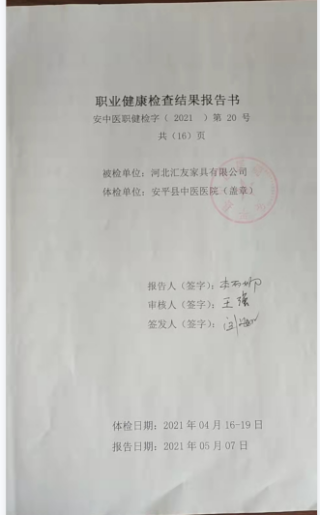 职业健康检查结果报告书
安中医职健检字（ 2021 ）第 20 号
共（16）页
被检单位：河北汇友家具有限公司
体检单位：安平县中医医院（盖章）
报告人（签字）：
审核人（签字）：王强
签发人（签字）：
体检日期：2021 年 04 月 16-19 日
报告日期：2021 年 05 月 07 日